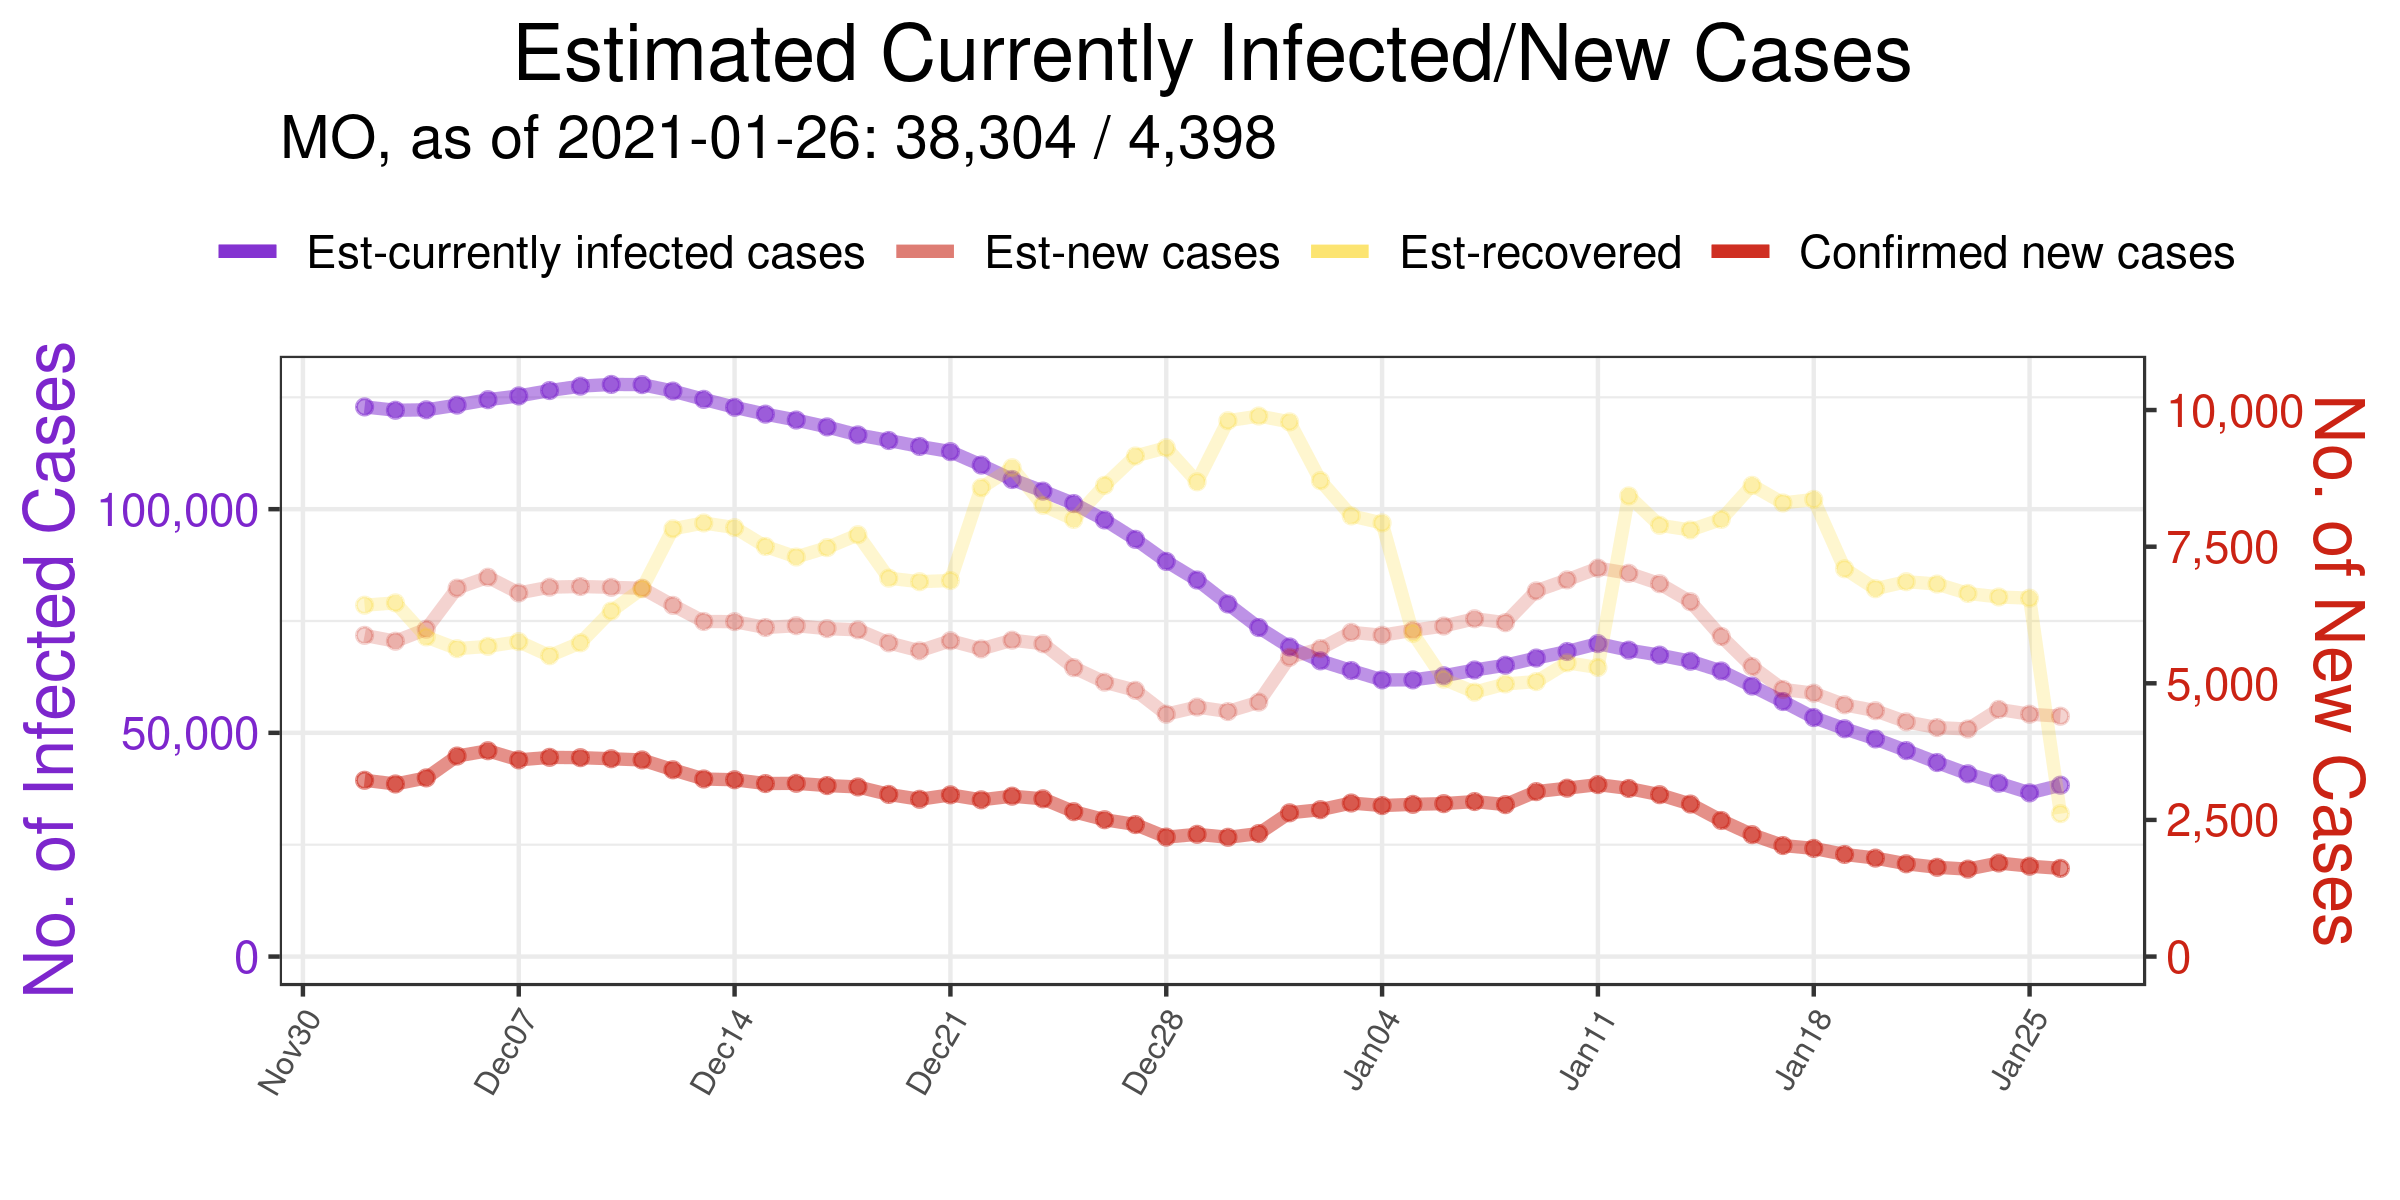 Estimated Currently Infected/New Cases
MO, as of 2021-01-26: 38,304 / 4,398
Est-currently infected cases Est-new cases Est-recovered Confirmed new cases
No. of Infected Cases
100,000
50,000
0
10,000
7,500
5,000
2,500
0
No. of New Cases
Nov30 Dec07 Dec14 Dec21 Dec28 Jan04 Jan11 Jan18 Jan25